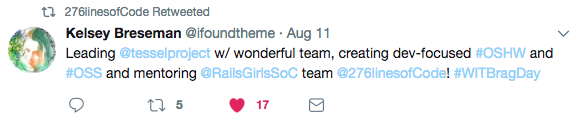 276linesofCode Retweeted
Kelsey Breseman @ifoundtheme · Aug 11
Leading @tesselproject w/ wonderful team, creating dev-focused #OSHW and
#OSS and mentoring @RailsGirlsSoC team @276linesofCode! #WITBragDay
5 17